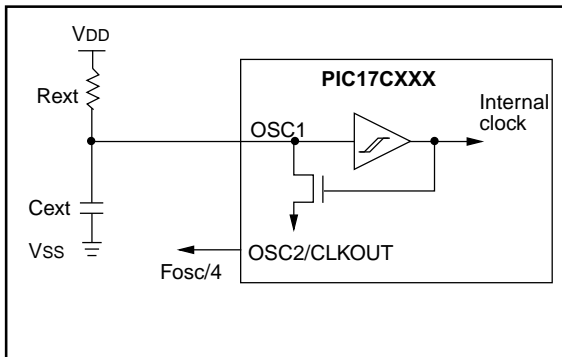 VDD
PIC17CXXX
Rext
Internal
clock
OSC1
Cext
VSS
OSC2/CLKOUT
Fosc/4